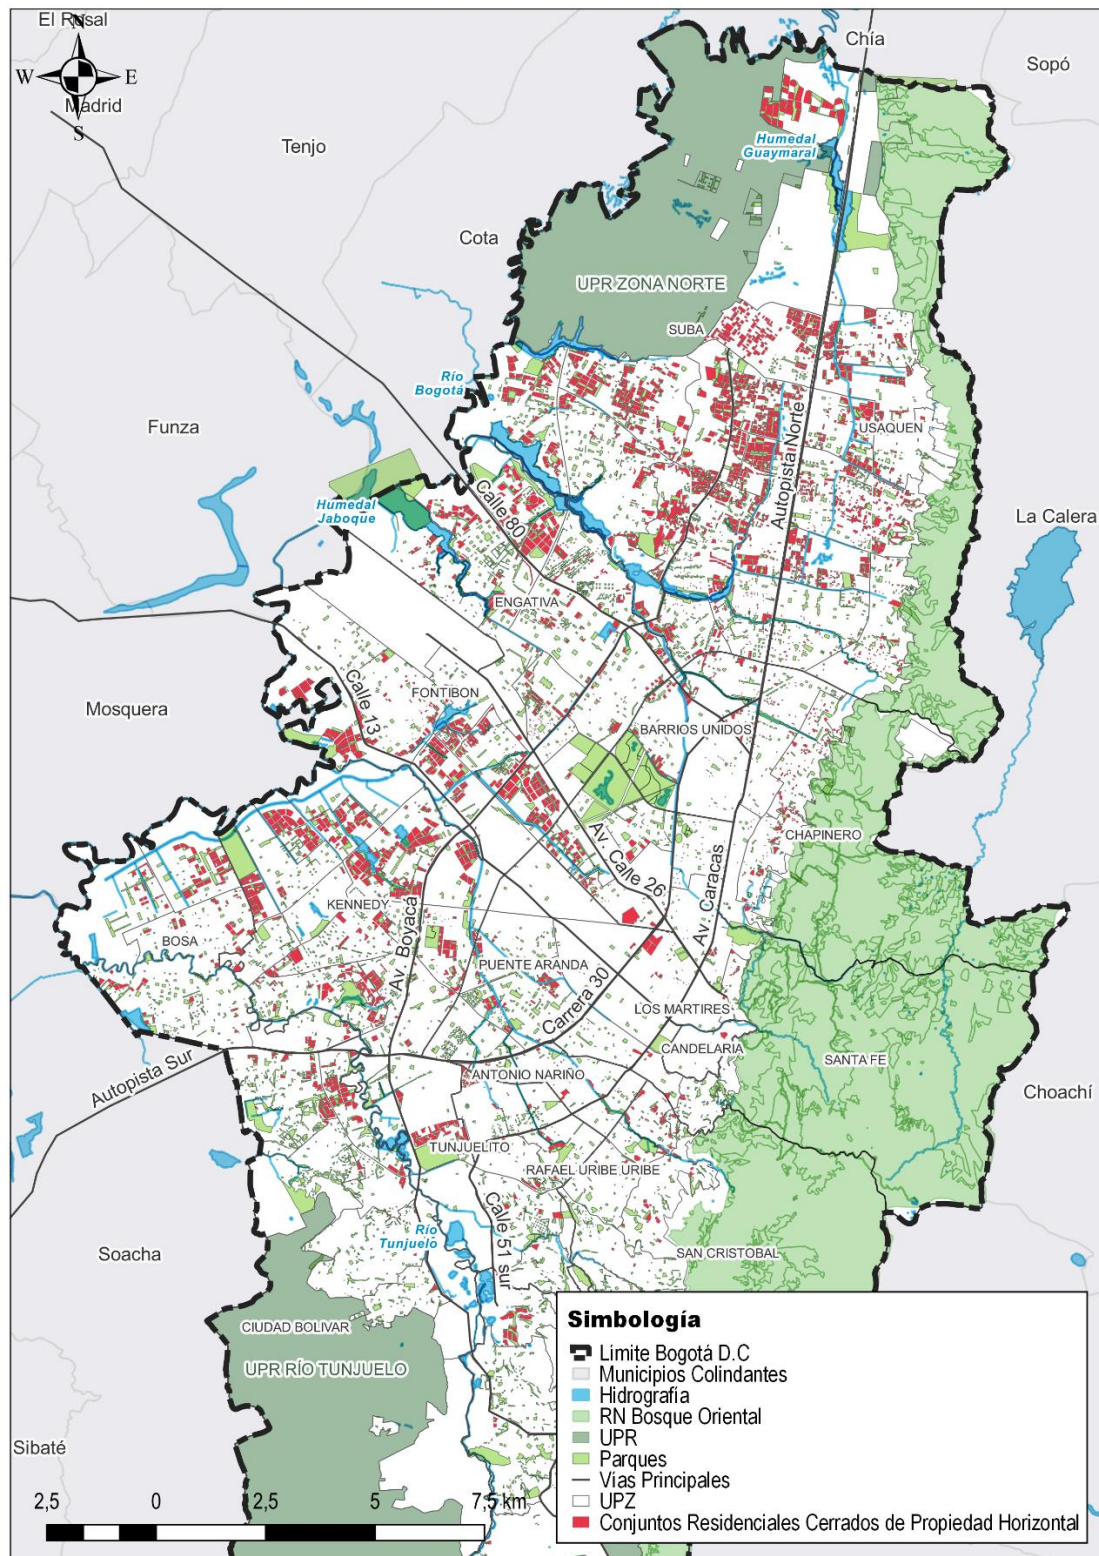 El Rosal
N
W
E
S
Madrid
Chía
Sopó
Tenjo
Humedal
Guaymaral
Cota
UPR ZONA NORTE
SUBA
Río
Bogotá
Funza
Autopista Norte
USAQUEN
Humedal
Jaboque
Calle 80
La Calera
ENGATIVA
Calle 13
FONTIBON
Mosquera
BARRIOS UNIDOS
Av. Calle 26
CHAPINERO
Av. Caracas
KENNEDY
Av. Boyacá
BOSA
PUENTE ARANDA
Carrera 30
LOS MARTIRES
CANDELARIA
SANTA FE
Autopista Sur
ANTONIO NARIÑO
Choachí
TUNJUELITO
RAFAEL URIBE URIBE
Calle 51 sur
Río
Tunjuelo
Soacha
SAN CRISTOBAL
CIUDAD BOLIVAR
UPR RÍO TUNJUELO
Sibaté
2,5 0 2,5 5 7,5 km
Simbología
Límite Bogotá D.C
Municipios Colindantes
Hidrografía
RN Bosque Oriental
UPR
Parques
Vías Principales
UPZ
Conjuntos Residenciales Cerrados de Propiedad Horizontal